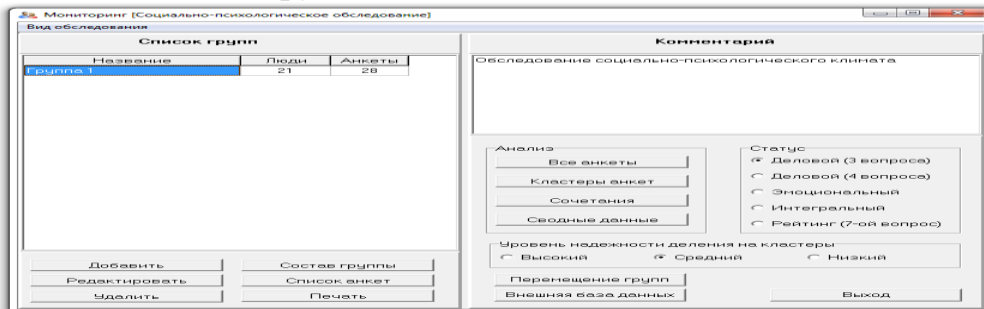 Мониторинг [Социально-психологическое обследование]
Вид обследования
Список групп
Название Люди Анкеты
Группа 1 21 28
Добавить Состав группы
Редактировать Список анкет
Удалить Печать
Комментарий
Обследование социально-психологического климата
Анализ
Все анкеты
Кластеры анкет
Сочетания
Сводные данные
Статус
Деловой (3 вопроса)
Деловой (4 вопроса)
Эмоциональный
Интегральный
Рейтинг (7-ой вопрос)
Уровень надежности деления на кластеры
Высокий Средний Низкий
Перемещение групп
Внешняя база данных Выход